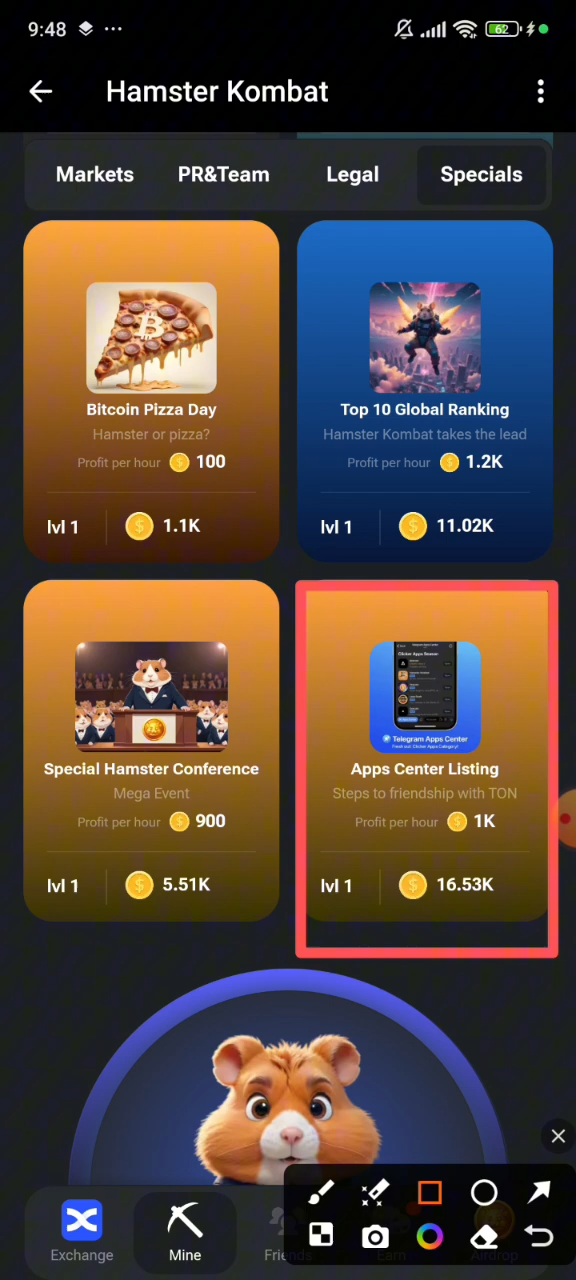 9:48
62
Hamster Kombat
Markets
PR&Team
Legal
Specials
Bitcoin Pizza Day
Hamster or pizza?
Profit per hour 100
lvl 1
1.1K
Top 10 Global Ranking
Hamster Kombat takes the lead
Profit per hour 1.2K
lvl 1
11.02K
Special Hamster Conference
Mega Event
Profit per hour 900
lvl 1
5.51K
Telegram Apps Center
Apps Center Listing
Steps to friendship with TON
Profit per hour 1K
lvl 1
16.53K
Exchange
Mine
Friends
Earn
Airdrop